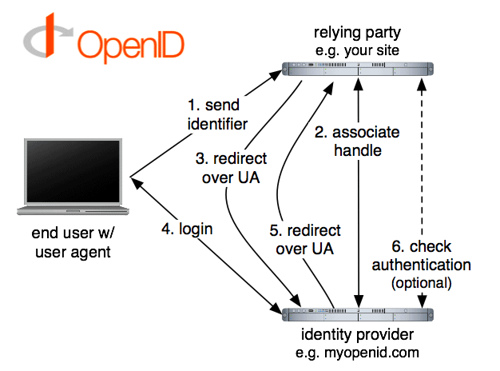 OpenID
relying party
e.g. your site
1. send
identifier
2. associate
handle
3. redirect
over UA
end user w/
user agent
4. login
5. redirect
over UA
6. check
authentication
(optional)
identity provider
e.g. myopenid.com